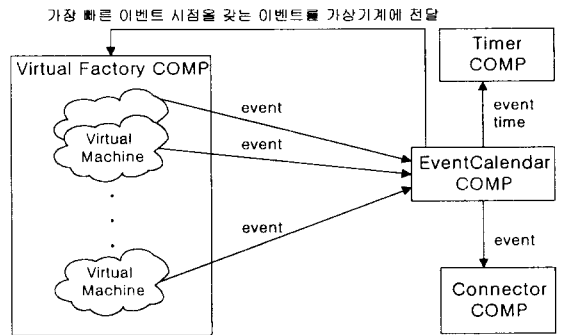 가장 빠른 이벤트 시점을 갖는 이벤트를 가상기계에 전달
Virtual Factory COMP
Virtual
Machine
.
.
.
Virtual
Machine
event
event
event
Timer
COMP
event
time
EventCalendar
COMP
event
Connector
COMP